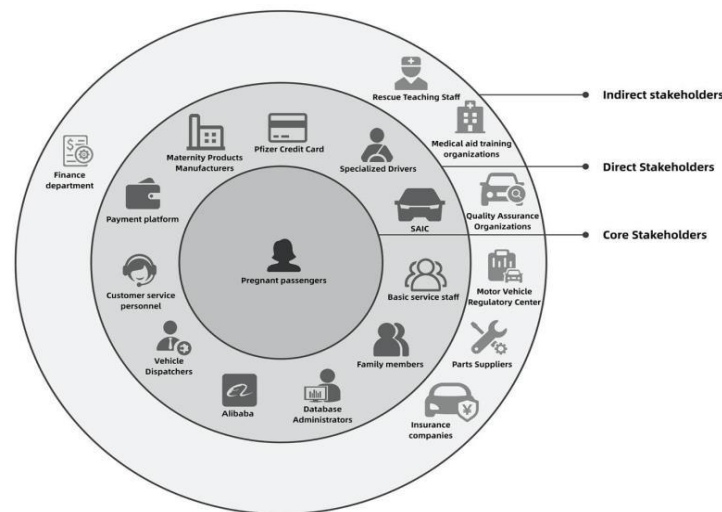 Rescue Teaching Staff
Indirect stakeholders
Medical aid training
organizations
Pfizer Credit Card
Maternity Products
Manufacturers
Specialized Drivers
Direct Stakeholders
Finance
department
Payment platform
SAIC
Quality Assurance
Organizations
Core Stakeholders
Pregnant passengers
Customer service
personnel
Basic service staff
Motor Vehicle
Regulatory Center
Vehicle
Dispatchers
Family members
Parts Suppliers
Alibaba
Database
Administrators
Insurance
companies